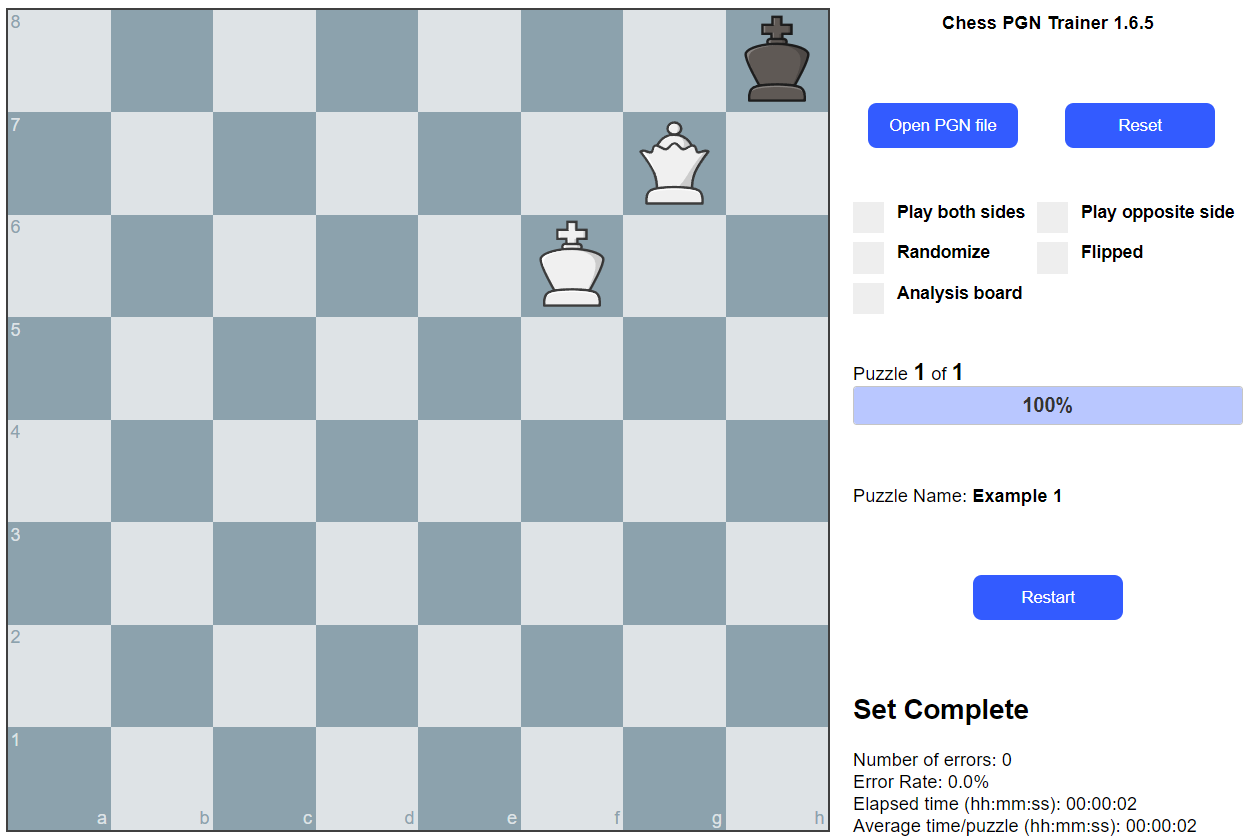 Chess PGN Trainer 1.6.5
Open PGN file
Reset
Play both sides
Play opposite side
Randomize
Flipped
Analysis board
Puzzle 1 of 1
100%
Puzzle Name: Example 1
Restart
Set Complete
Number of errors: 0
Error Rate: 0.0%
Elapsed time (hh:mm:ss): 00:00:02
Average time/puzzle (hh:mm:ss): 00:00:02
8
7
6
5
4
3
2
1
a b c d e f g h